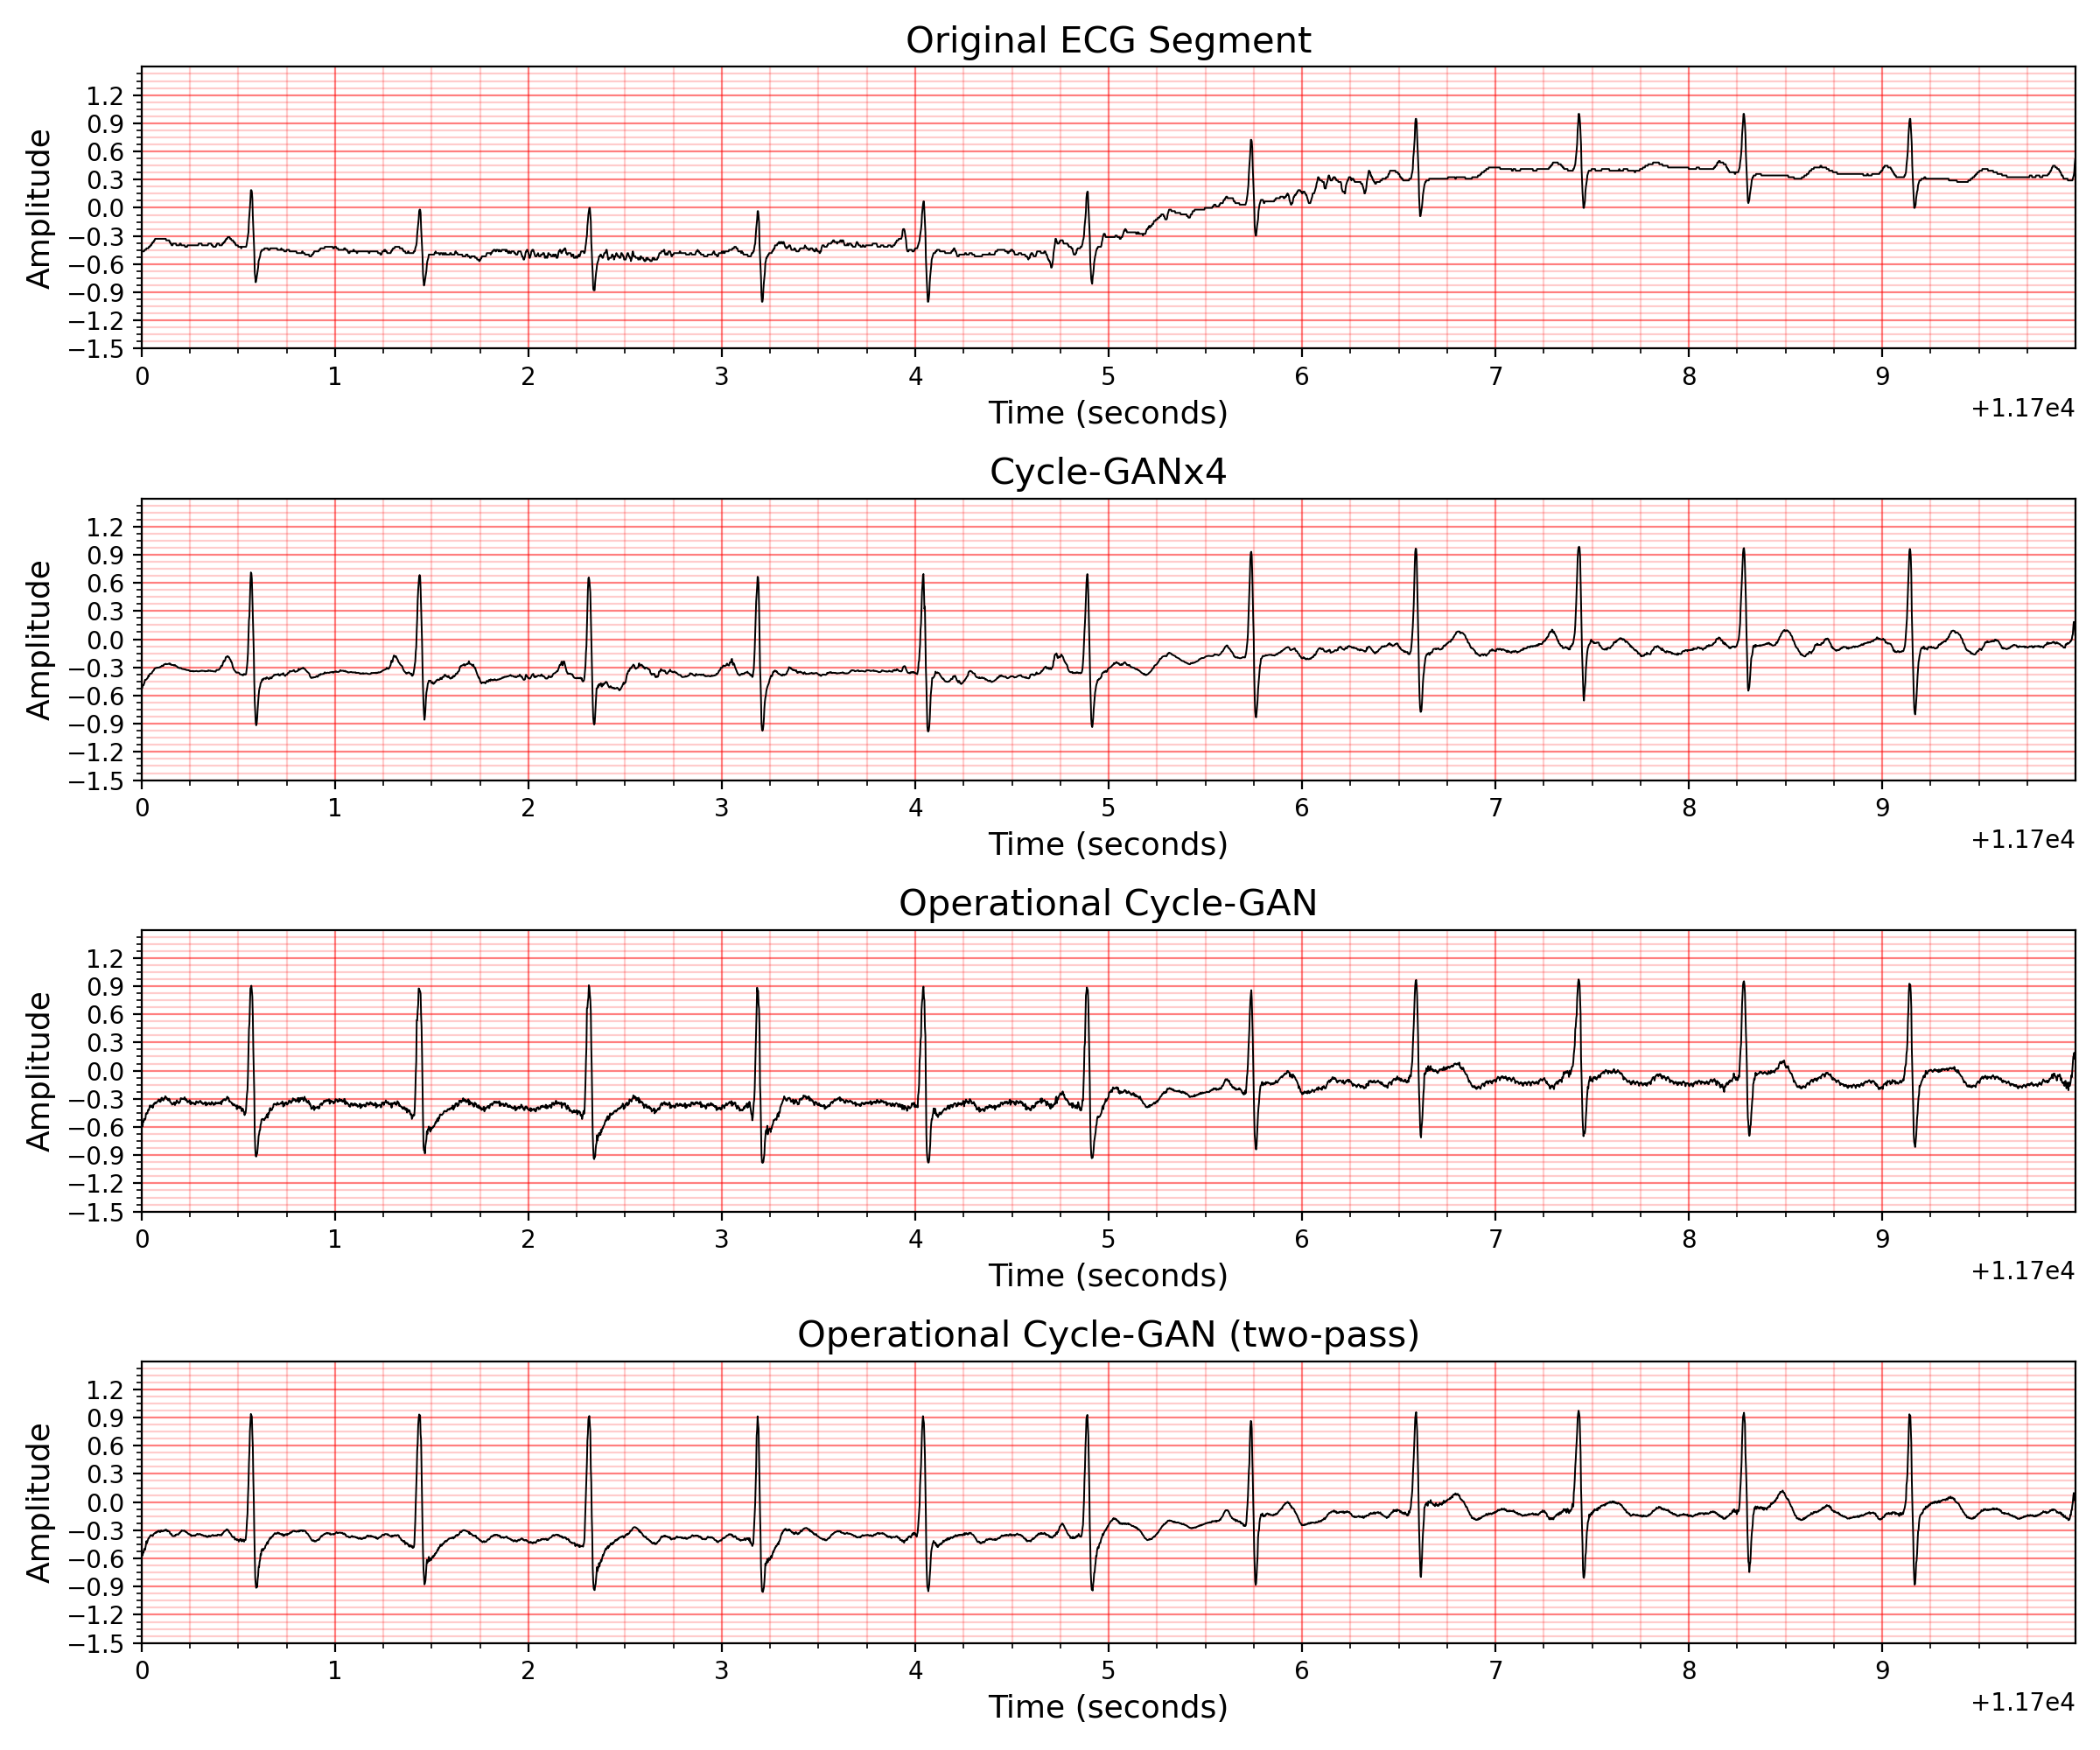 Original ECG Segment
Amplitude
1.2
0.9
0.6
0.3
0.0
−0.3
−0.6
−0.9
−1.2
−1.5
0 1 2 3 4 5 6 7 8 9
Time (seconds)
+1.17e4
Cycle-GANx4
Amplitude
1.2
0.9
0.6
0.3
0.0
−0.3
−0.6
−0.9
−1.2
−1.5
0 1 2 3 4 5 6 7 8 9
Time (seconds)
+1.17e4
Operational Cycle-GAN
Amplitude
1.2
0.9
0.6
0.3
0.0
−0.3
−0.6
−0.9
−1.2
−1.5
0 1 2 3 4 5 6 7 8 9
Time (seconds)
+1.17e4
Operational Cycle-GAN (two-pass)
Amplitude
1.2
0.9
0.6
0.3
0.0
−0.3
−0.6
−0.9
−1.2
−1.5
0 1 2 3 4 5 6 7 8 9
Time (seconds)
+1.17e4